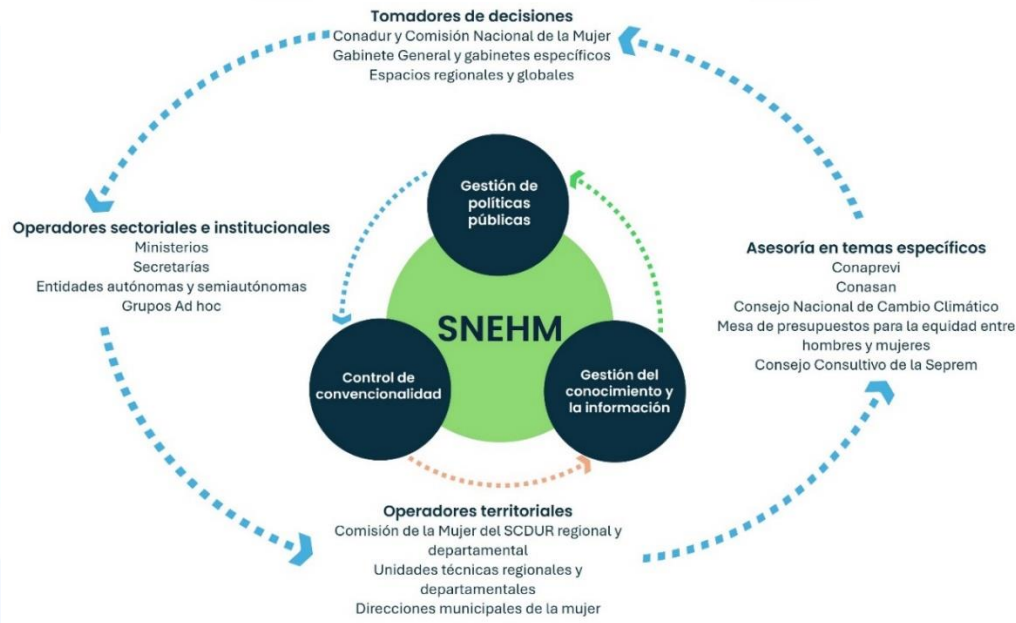 Tomadores de decisiones
Conadur y Comisión Nacional de la Mujer
Gabinete General y gabinetes específicos
Espacios regionales y globales
Gestión de
políticas
públicas
Operadores sectoriales e institucionales
Ministerios
Secretarías
Entidades autónomas y semiautónomas
Grupos Ad hoc
SNEHM
Asesoría en temas específicos
Conaprevi
Conasan
Consejo Nacional de Cambio Climático
Mesa de presupuestos para la equidad entre
hombres y mujeres
Consejo Consultivo de la Seprem
Control de
convencionalidad
Gestión del
conocimiento y
la información
Operadores territoriales
Comisión de la Mujer del SCDUR regional y
departamental
Unidades técnicas regionales y
departamentales
Direcciones municipales de la mujer